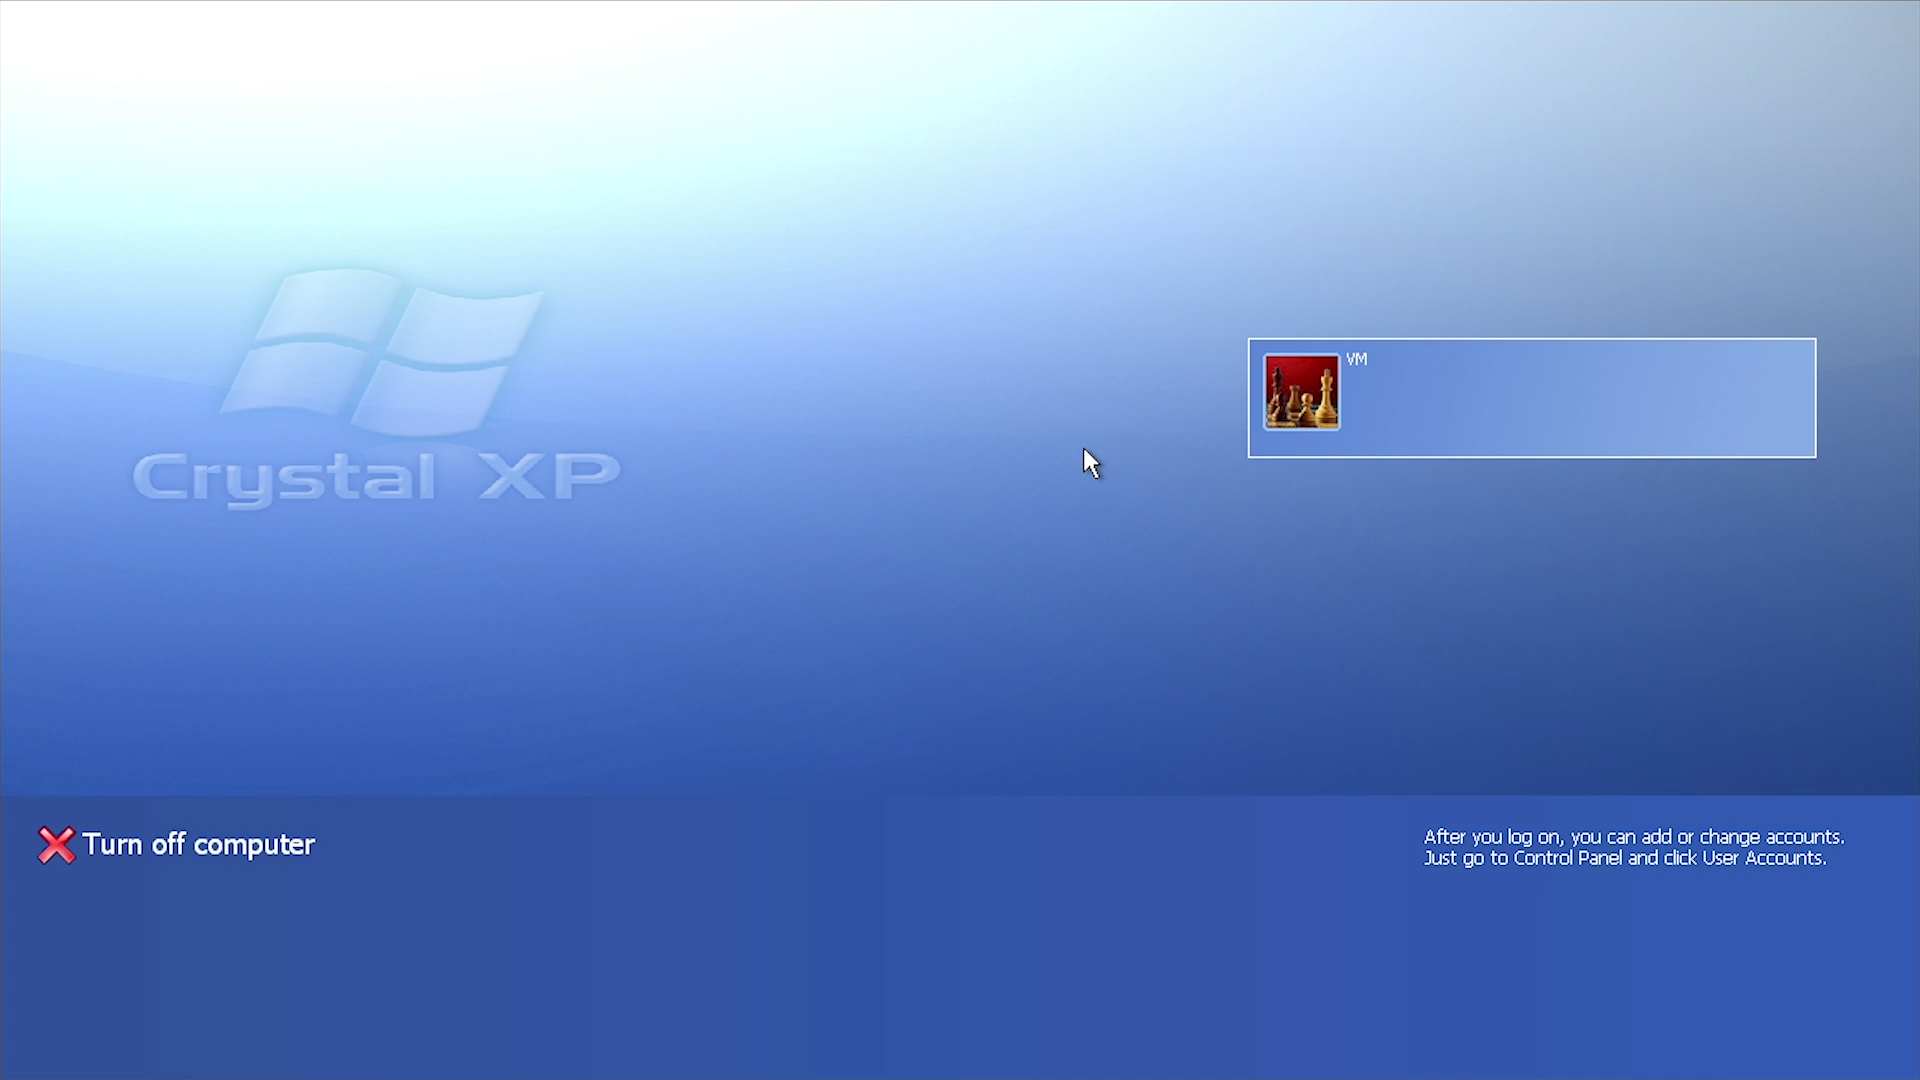 Crystal XP
VM
Turn off computer
After you log on, you can add or change accounts.
Just go to Control Panel and click User Accounts.